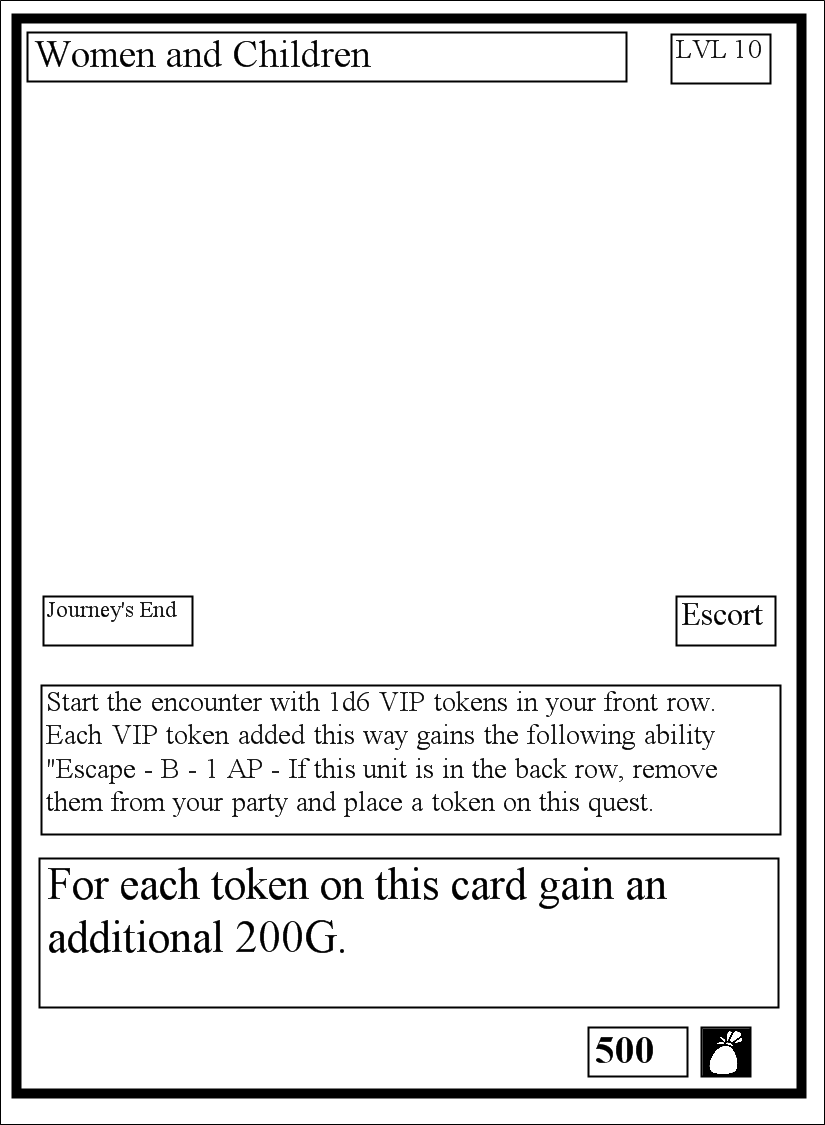 Women and Children
LVL 10
Journey's End
Escort
Start the encounter with 1d6 VIP tokens in your front row.
Each VIP token added this way gains the following ability
"Escape - B - 1 AP - If this unit is in the back row, remove
them from your party and place a token on this quest.
For each token on this card gain an
additional 200G.
500